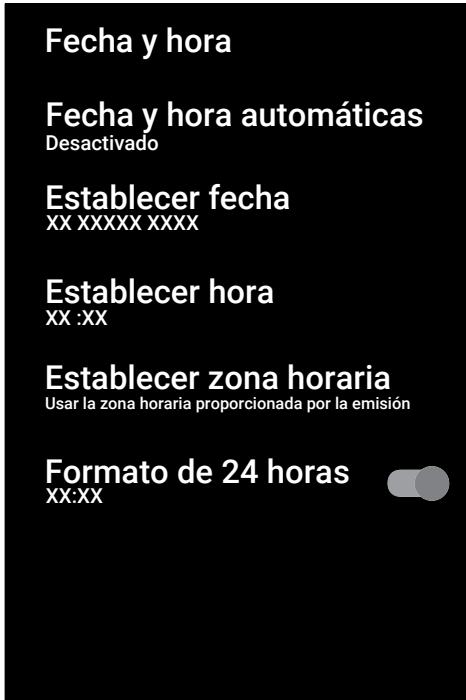 Fecha y hora
Fecha y hora automáticas
Desactivado
Establecer fecha
XX XXXXX XXXX
Establecer hora
XX :XX
Establecer zona horaria
Usar la zona horaria proporcionada por la emisión
Formato de 24 horas
XX:XX